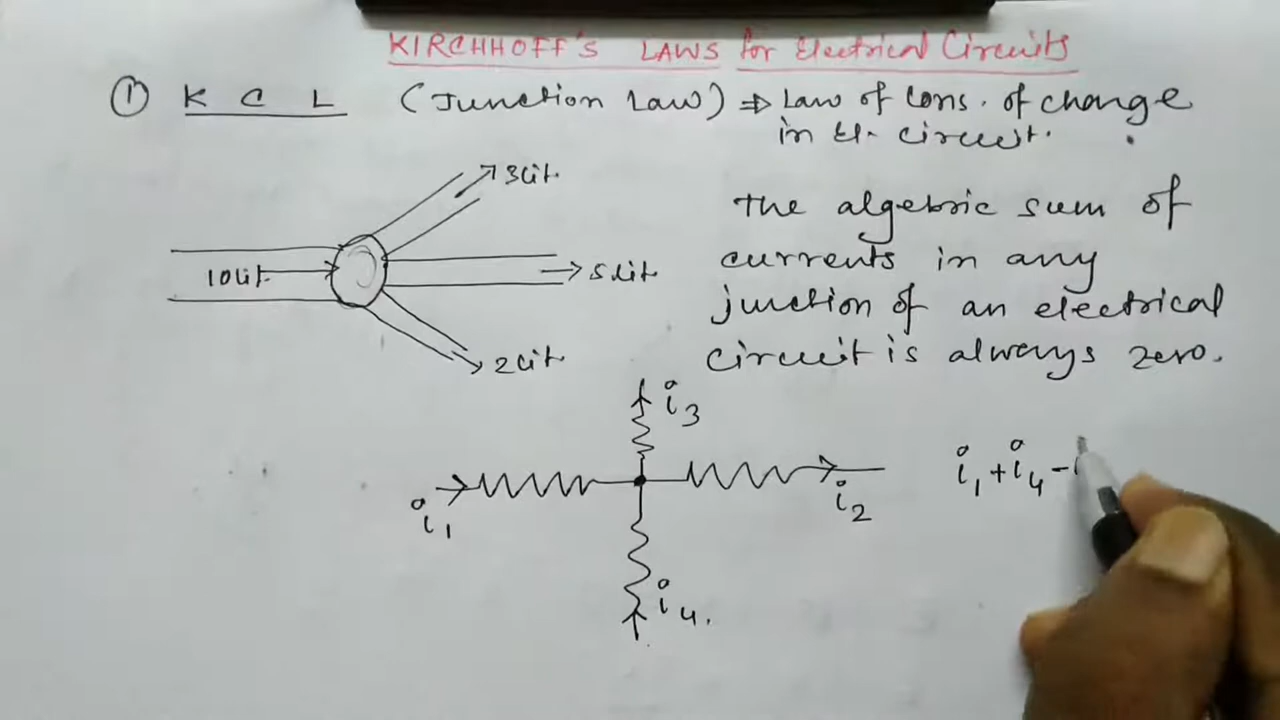 KIRCHHOFF'S LAWS for Electrical Circuits
① K C L (Junction Law) ⇒ Law of Cons. of change
in El. circuit.
3lit.
10lit
5lit
2lit
The algebric sum of
currents in any
junction of an electrical
circuit is always zero.
i3
i1
i2
i4.
i1+i4-